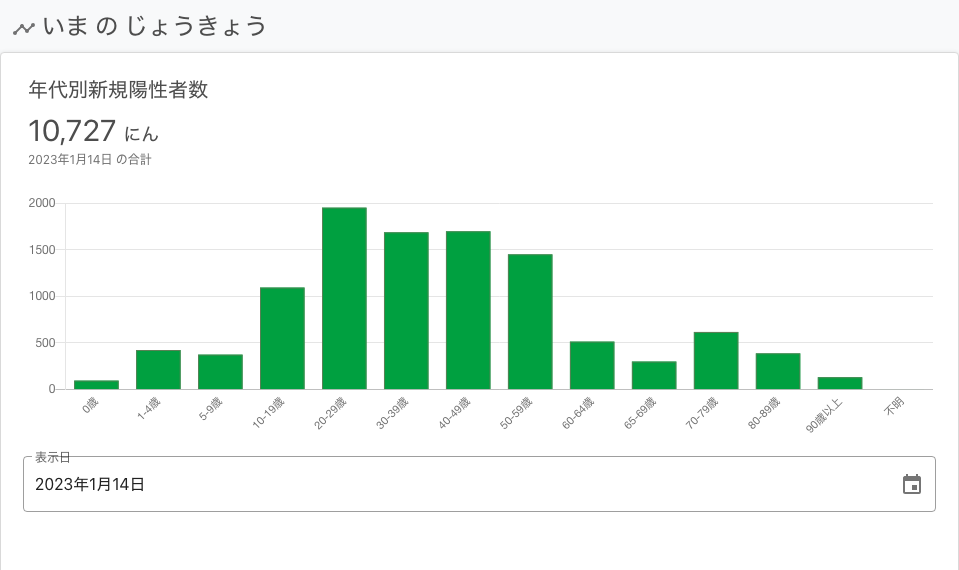 いま の じょうきょう
年代別新規陽性者数
10,727 にん
2023年1月14日 の合計
2000
1500
1000
500
0
0歳
1-4歳
5-9歳
10-19歳
20-29歳
30-39歳
40-49歳
50-59歳
60-64歳
65-69歳
70-79歳
80-89歳
90歳以上
不明
表示日
2023年1月14日